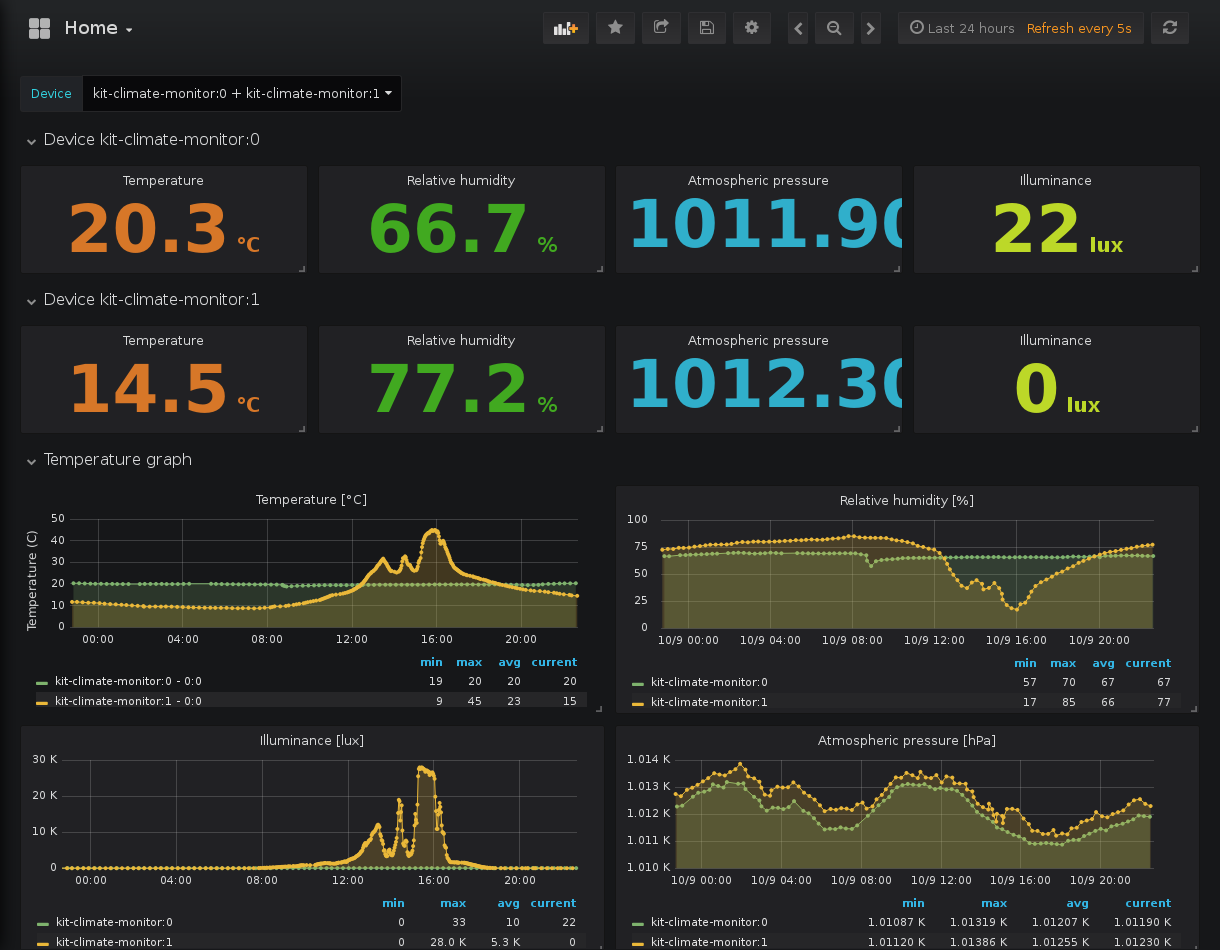 Home
Last 24 hours Refresh every 5s
Device kit-climate-monitor:0 + kit-climate-monitor:1
Device kit-climate-monitor:0
Temperature Relative humidity Atmospheric pressure Illuminance
20.3 °C 66.7 % 1011.90 22 lux
Device kit-climate-monitor:1
Temperature Relative humidity Atmospheric pressure Illuminance
14.5 °C 77.2 % 1012.30 0 lux
Temperature graph
Temperature [°C]
Temperature (C)
50
40
30
20
10
0
00:00 04:00 08:00 12:00 16:00 20:00
min max avg current
kit-climate-monitor:0 - 0:0 19 20 20 20
kit-climate-monitor:1 - 0:0 9 45 23 15
Relative humidity [%]
100
75
50
25
0
10/9 00:00 10/9 04:00 10/9 08:00 10/9 12:00 10/9 16:00 10/9 20:00
min max avg current
kit-climate-monitor:0 57 70 67 67
kit-climate-monitor:1 17 85 66 77
Illuminance [lux]
30 K
20 K
10 K
0
00:00 04:00 08:00 12:00 16:00 20:00
min max avg current
kit-climate-monitor:0 0 33 10 22
kit-climate-monitor:1 0 28.0 K 5.3 K 0
Atmospheric pressure [hPa]
1.014 K
1.013 K
1.012 K
1.011 K
1.010 K
10/9 00:00 10/9 04:00 10/9 08:00 10/9 12:00 10/9 16:00 10/9 20:00
min max avg current
kit-climate-monitor:0 1.01087 K 1.01319 K 1.01207 K 1.01190 K
kit-climate-monitor:1 1.01120 K 1.01386 K 1.01255 K 1.01230 K